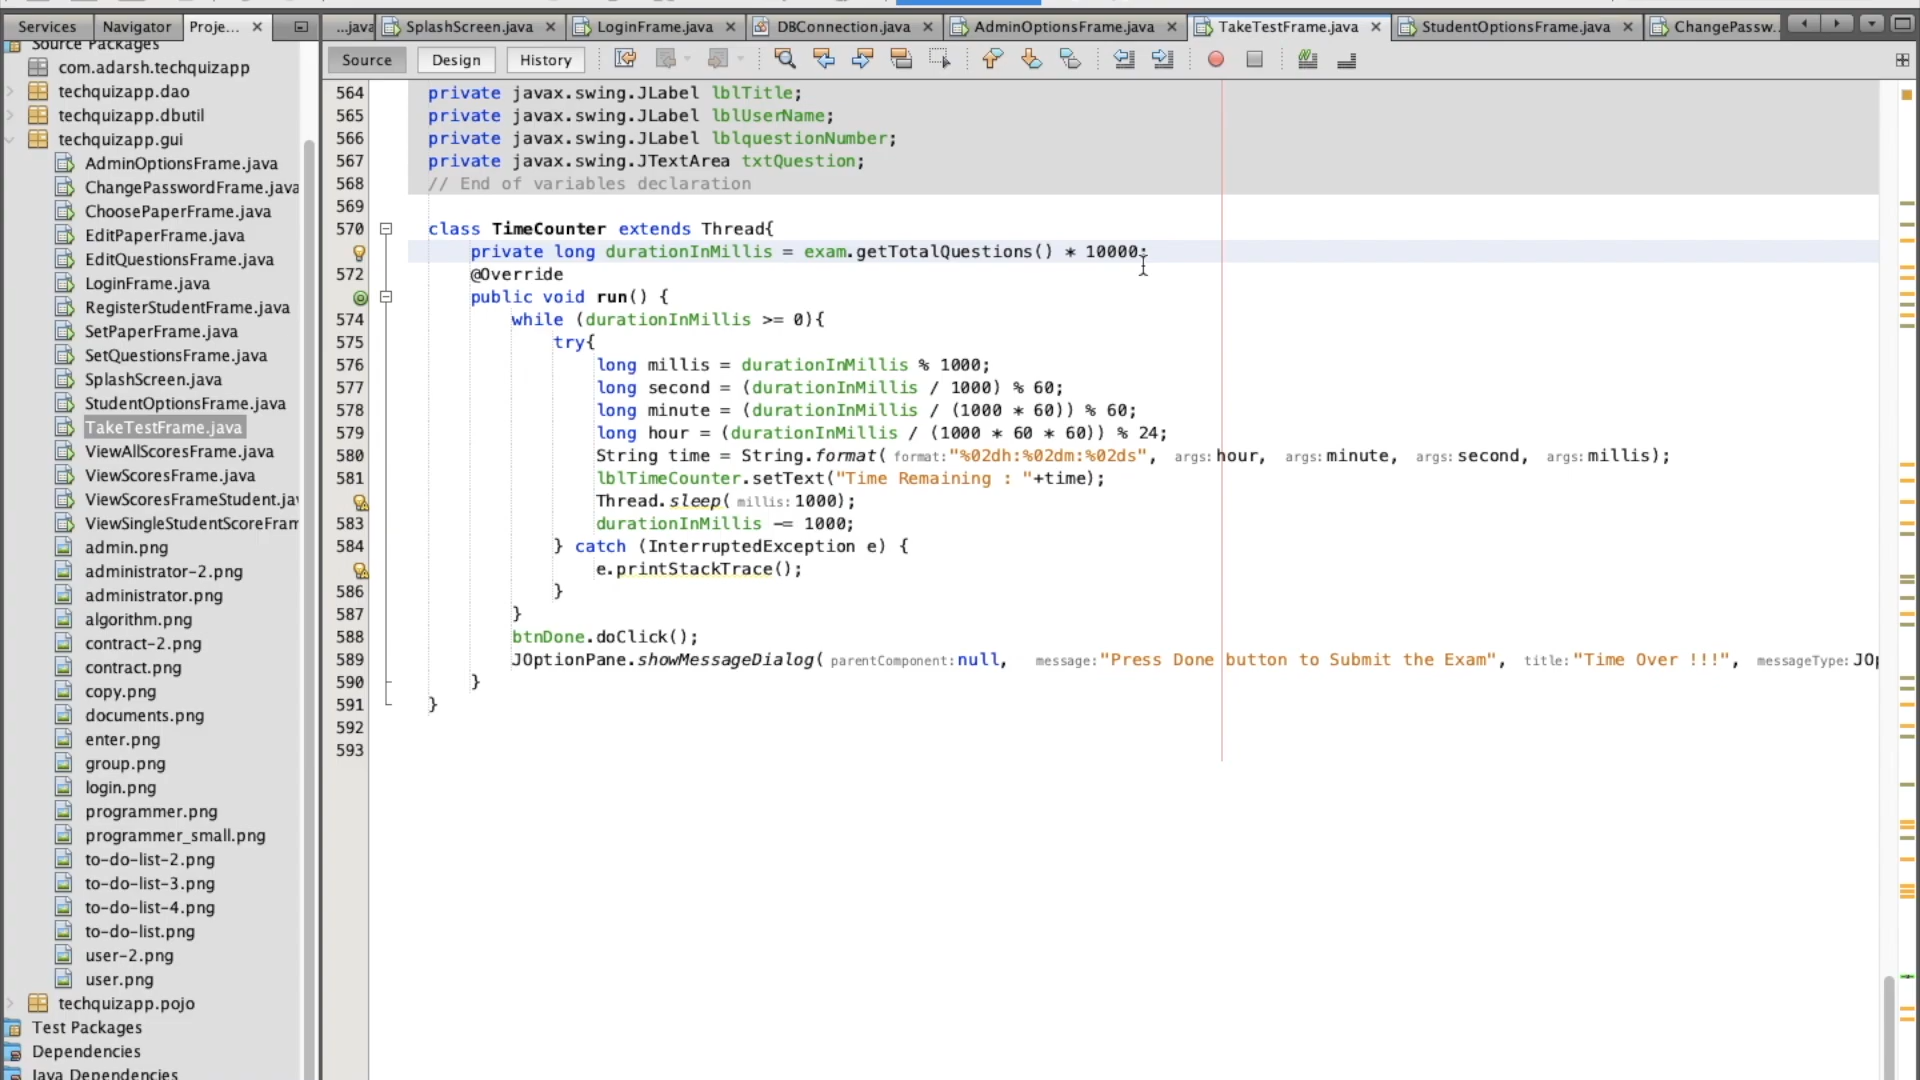 Services
Navigator
Proje...
...java
SplashScreen.java
LoginFrame.java
DBConnection.java
AdminOptionsFrame.java
TakeTestFrame.java
StudentOptionsFrame.java
ChangePassw...
Source
Design
History
Source Packages
com.adarsh.techquizapp
techquizapp.dao
techquizapp.dbutil
techquizapp.gui
AdminOptionsFrame.java
ChangePasswordFrame.java
ChoosePaperFrame.java
EditPaperFrame.java
EditQuestionsFrame.java
LoginFrame.java
RegisterStudentFrame.java
SetPaperFrame.java
SetQuestionsFrame.java
SplashScreen.java
StudentOptionsFrame.java
TakeTestFrame.java
ViewAllScoresFrame.java
ViewScoresFrame.java
ViewScoresFrameStudent.jav
ViewSingleStudentScoreFram
admin.png
administrator-2.png
administrator.png
algorithm.png
contract-2.png
contract.png
copy.png
documents.png
enter.png
group.png
login.png
programmer.png
programmer_small.png
to-do-list-2.png
to-do-list-3.png
to-do-list-4.png
to-do-list.png
user-2.png
user.png
techquizapp.pojo
Test Packages
Dependencies
Java Dependencies
564 private javax.swing.JLabel lblTitle;
565 private javax.swing.JLabel lblUserName;
566 private javax.swing.JLabel lblquestionNumber;
567 private javax.swing.JTextArea txtQuestion;
568 // End of variables declaration
569
570 class TimeCounter extends Thread{
private long durationInMillis = exam.getTotalQuestions() * 10000;
572 @Override
public void run() {
574 while (durationInMillis >= 0){
575 try{
576 long millis = durationInMillis % 1000;
577 long second = (durationInMillis / 1000) % 60;
578 long minute = (durationInMillis / (1000 * 60)) % 60;
579 long hour = (durationInMillis / (1000 * 60 * 60)) % 24;
580 String time = String.format( format: "%02dh:%02dm:%02ds", args: hour, args: minute, args: second, args: millis);
581 lblTimeCounter.setText("Time Remaining : "+time);
Thread.sleep( millis: 1000);
583 durationInMillis -= 1000;
584 } catch (InterruptedException e) {
e.printStackTrace();
586 }
587 }
588 btnDone.doClick();
589 JOptionPane.showMessageDialog( parentComponent: null, message: "Press Done button to Submit the Exam", title: "Time Over !!!", messageType: JOp
590 }
591 }
592
593